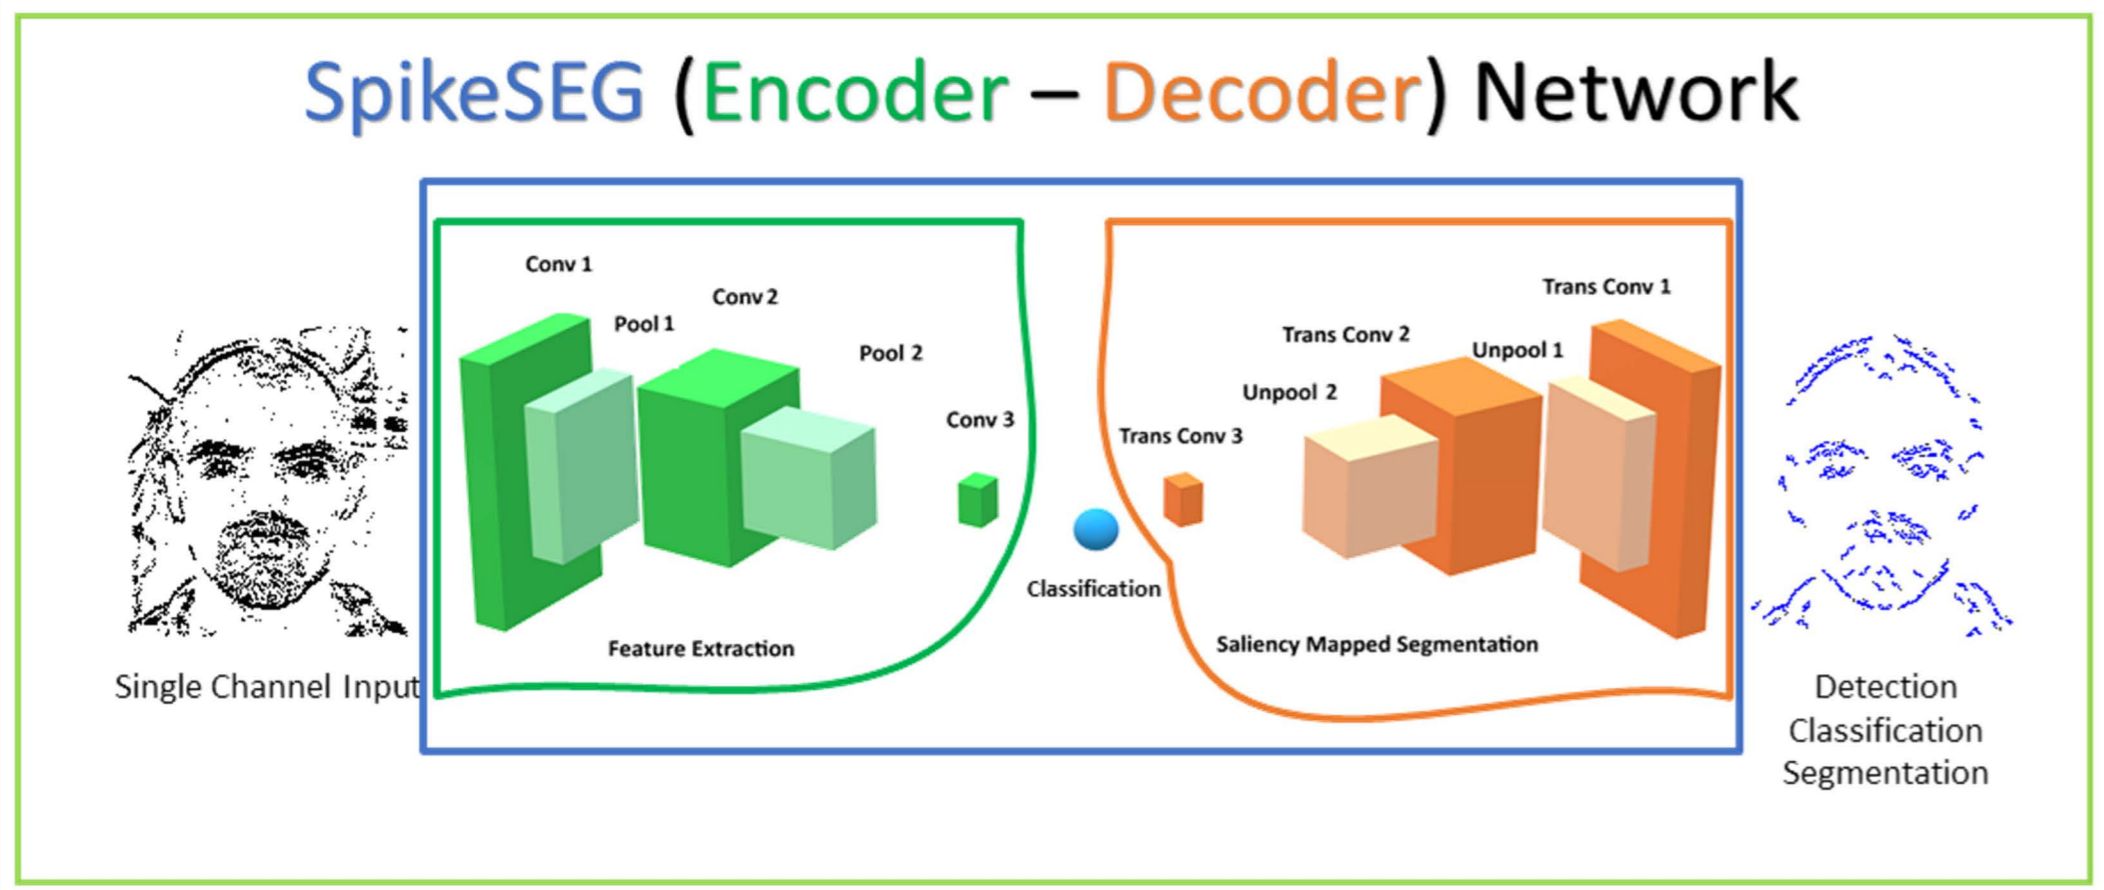 SpikeSEG (Encoder – Decoder) Network
Conv 1
Pool 1
Conv 2
Pool 2
Conv 3
Feature Extraction
Classification
Trans Conv 3
Unpool 2
Trans Conv 2
Unpool 1
Trans Conv 1
Saliency Mapped Segmentation
Single Channel Input
Detection
Classification
Segmentation